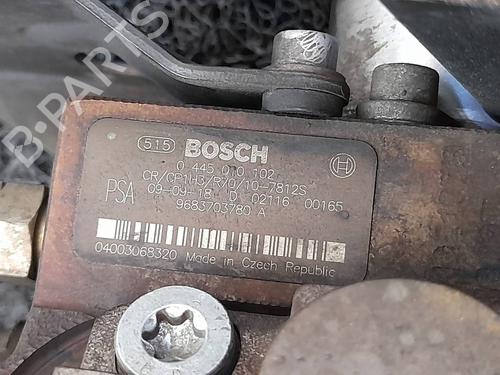 515 BOSCH
0 445 010 102
CR/CP1H3/R70/10-7812S
PSA 09-09-18 D 02116 00165
9683703780 A
04003068320 Made in Czech Republic
B-PARTS